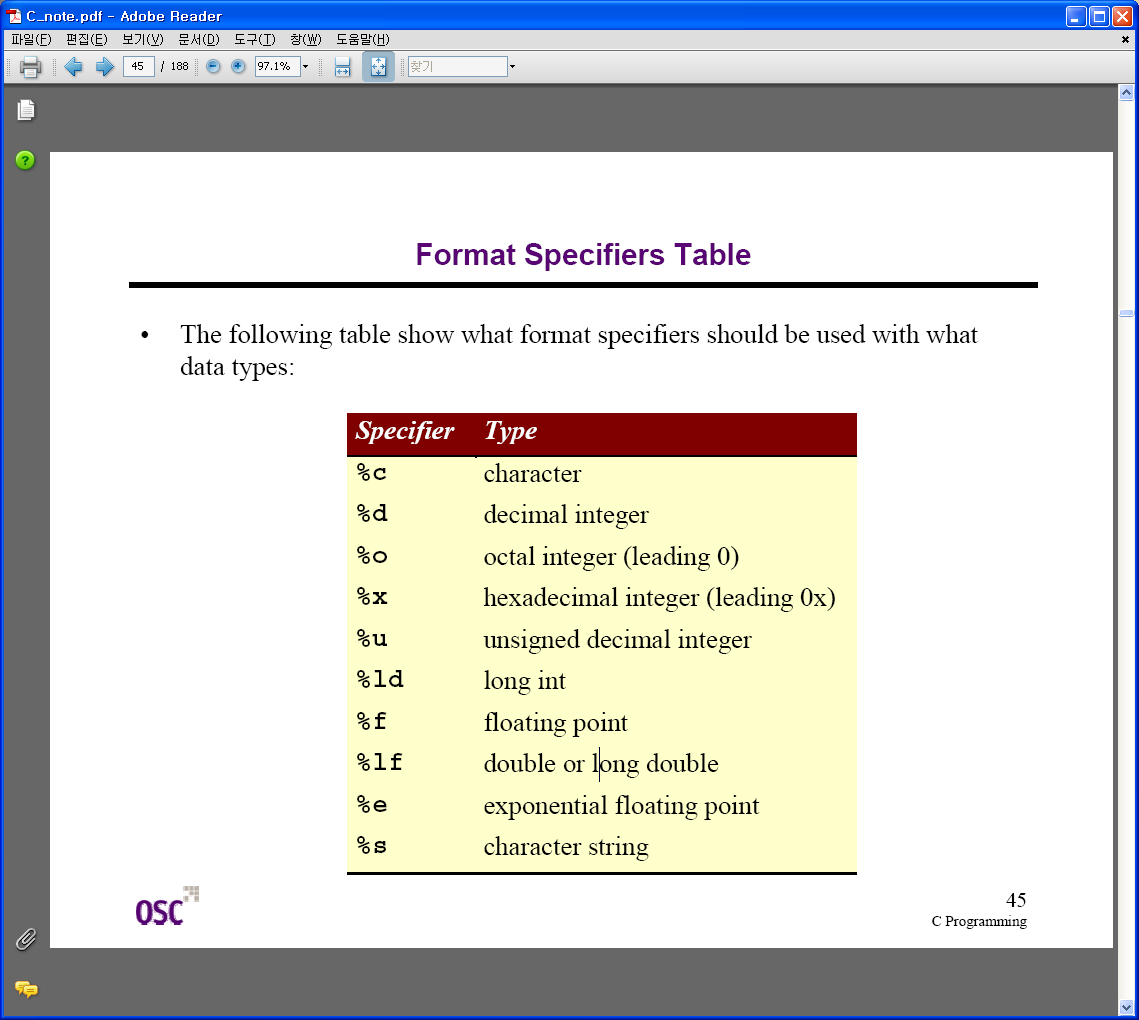 C_note.pdf - Adobe Reader
파일(F) 편집(E) 보기(V) 문서(D) 도구(T) 창(W) 도움말(H)
45 / 188 97.1% 찾기
Format Specifiers Table
• The following table show what format specifiers should be used with what
data types:
Specifier Type
%c character
%d decimal integer
%o octal integer (leading 0)
%x hexadecimal integer (leading 0x)
%u unsigned decimal integer
%ld long int
%f floating point
%lf double or long double
%e exponential floating point
%s character string
OSC
45
C Programming